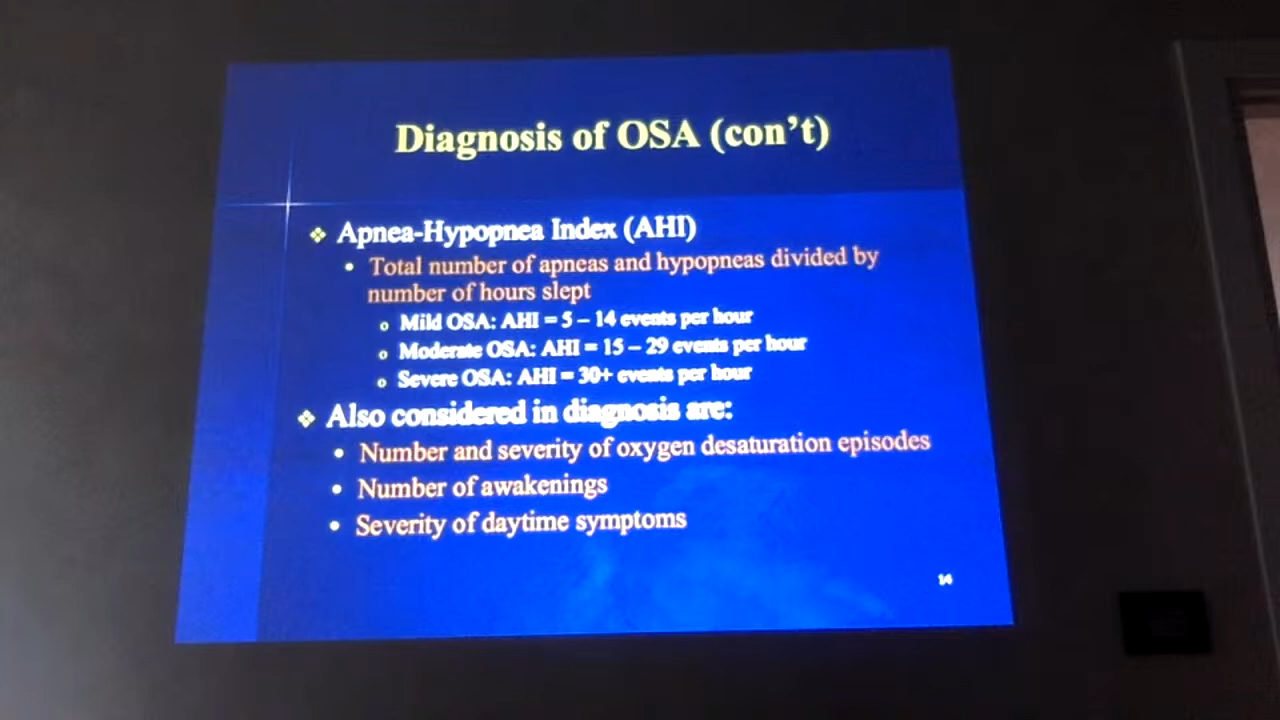 Diagnosis of OSA (con't)
Apnea-Hypopnea Index (AHI)
Total number of apneas and hypopneas divided by
number of hours slept
Mild OSA: AHI = 5 – 14 events per hour
Moderate OSA: AHI = 15 – 29 events per hour
Severe OSA: AHI = 30+ events per hour
Also considered in diagnosis are:
Number and severity of oxygen desaturation episodes
Number of awakenings
Severity of daytime symptoms
14